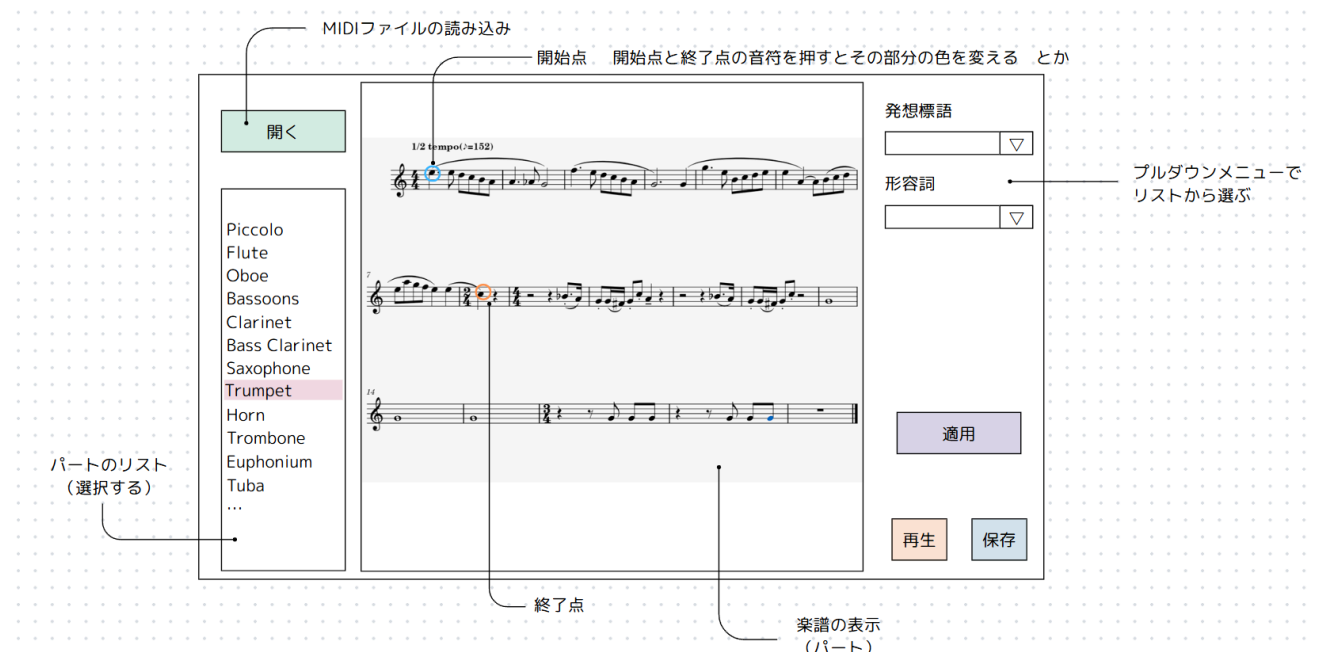 MIDIファイルの読み込み
開始点　開始点と終了点の音符を押すとその部分の色を変える　とか
開く
Piccolo
Flute
Oboe
Bassoons
Clarinet
Bass Clarinet
Saxophone
Trumpet
Horn
Trombone
Euphonium
Tuba
…
パートのリスト
（選択する）
1/2 tempo(♪=152)
7
14
発想標語
▽
形容詞
▽
プルダウンメニューで
リストから選ぶ
適用
再生
保存
終了点
楽譜の表示
（パート）